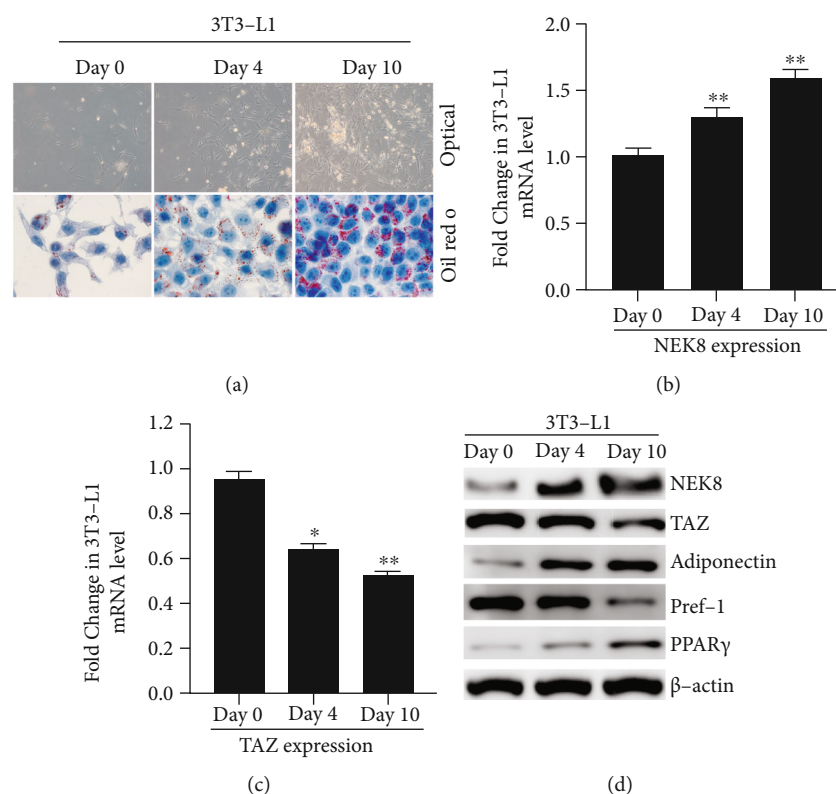 3T3–L1
Day 0 Day 4 Day 10
Optical
Oil red o
(a)
Fold Change in 3T3–L1
mRNA level
2.0
1.5
1.0
0.5
0.0
** **
Day 0 Day 4 Day 10
NEK8 expression
(b)
Fold Change in 3T3–L1
mRNA level
1.2
1.0
0.8
0.6
0.4
0.2
0.0
* **
Day 0 Day 4 Day 10
TAZ expression
(c)
3T3–L1
Day 0 Day 4 Day 10
NEK8
TAZ
Adiponectin
Pref–1
PPARγ
β–actin
(d)